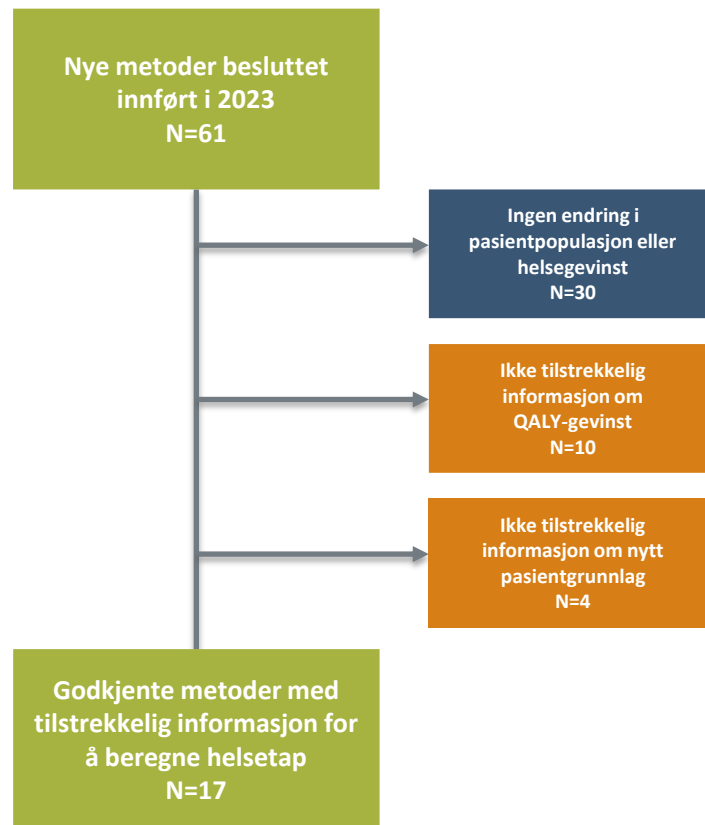 Nye metoder besluttet
innført i 2023
N=61
Ingen endring i
pasientpopulasjon eller
helsegevinst
N=30
Ikke tilstrekkelig
informasjon om
QALY-gevinst
N=10
Ikke tilstrekkelig
informasjon om nytt
pasientgrunnlag
N=4
Godkjente metoder med
tilstrekkelig informasjon for
å beregne helsetap
N=17